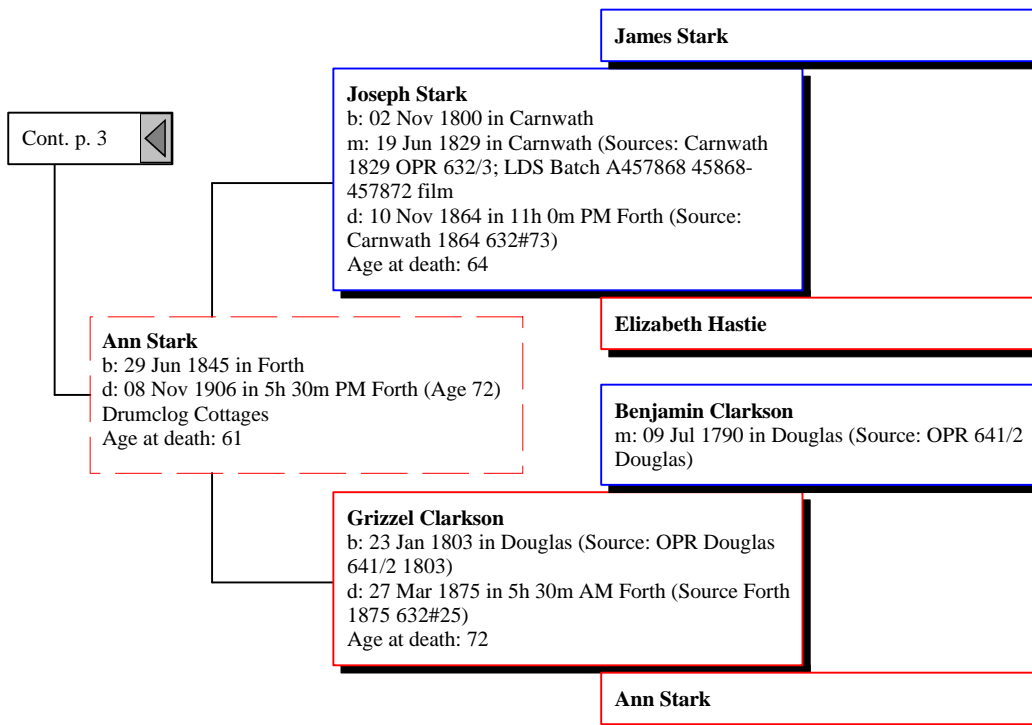 James Stark
Joseph Stark
b: 02 Nov 1800 in Carnwath
m: 19 Jun 1829 in Carnwath (Sources: Carnwath
1829 OPR 632/3; LDS Batch A457868 45868-
457872 film
d: 10 Nov 1864 in 11h 0m PM Forth (Source:
Carnwath 1864 632#73)
Age at death: 64
Cont. p. 3
Elizabeth Hastie
Ann Stark
b: 29 Jun 1845 in Forth
d: 08 Nov 1906 in 5h 30m PM Forth (Age 72)
Drumclog Cottages
Age at death: 61
Benjamin Clarkson
m: 09 Jul 1790 in Douglas (Source: OPR 641/2
Douglas)
Grizzel Clarkson
b: 23 Jan 1803 in Douglas (Source: OPR Douglas
641/2 1803)
d: 27 Mar 1875 in 5h 30m AM Forth (Source Forth
1875 632#25)
Age at death: 72
Ann Stark